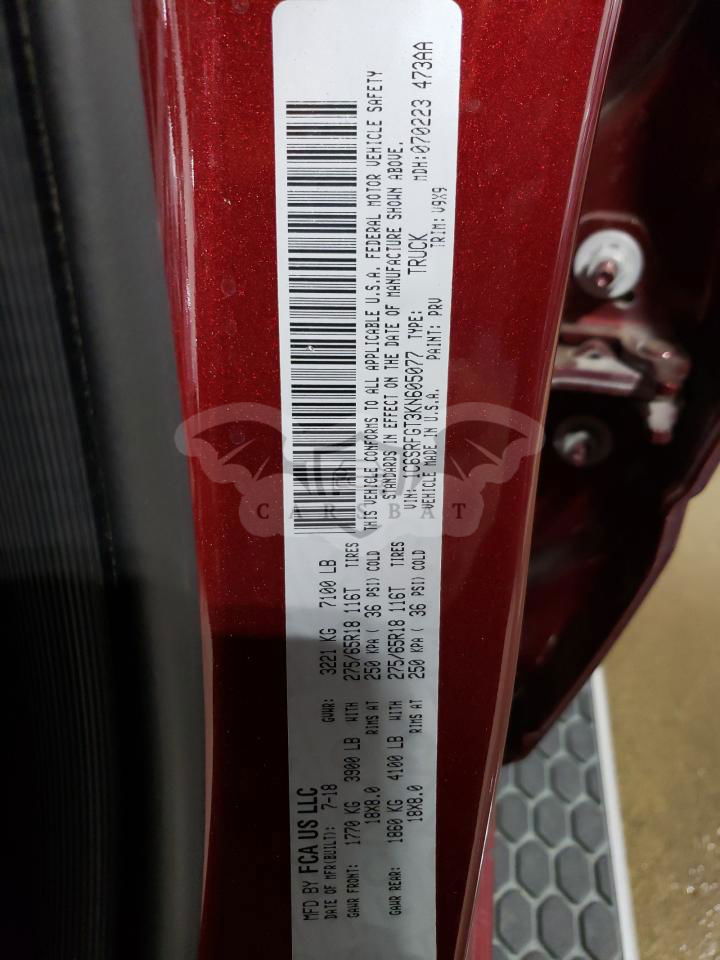 MFD BY FCA US LLC
DATE OF MFR(BUILT): 7-18 GVWR: 3221 KG 7100 LB
GAWR FRONT: 1770 KG 3900 LB WITH 275/65R18 116T TIRES
18X8.0 RIMS AT 250 KPA ( 36 PSI) COLD
GAWR REAR: 1860 KG 4100 LB WITH 275/65R18 116T TIRES
18X8.0 RIMS AT 250 KPA ( 36 PSI) COLD
THIS VEHICLE CONFORMS TO ALL APPLICABLE U.S.A. FEDERAL MOTOR VEHICLE SAFETY
STANDARDS IN EFFECT ON THE DATE OF MANUFACTURE SHOWN ABOVE.
VIN: 1C6SRFGT3KN605077 TYPE: TRUCK MDH:070223 473AA
VEHICLE MADE IN U.S.A. PAINT: PRV TRIM: V9X9
CARSBAT